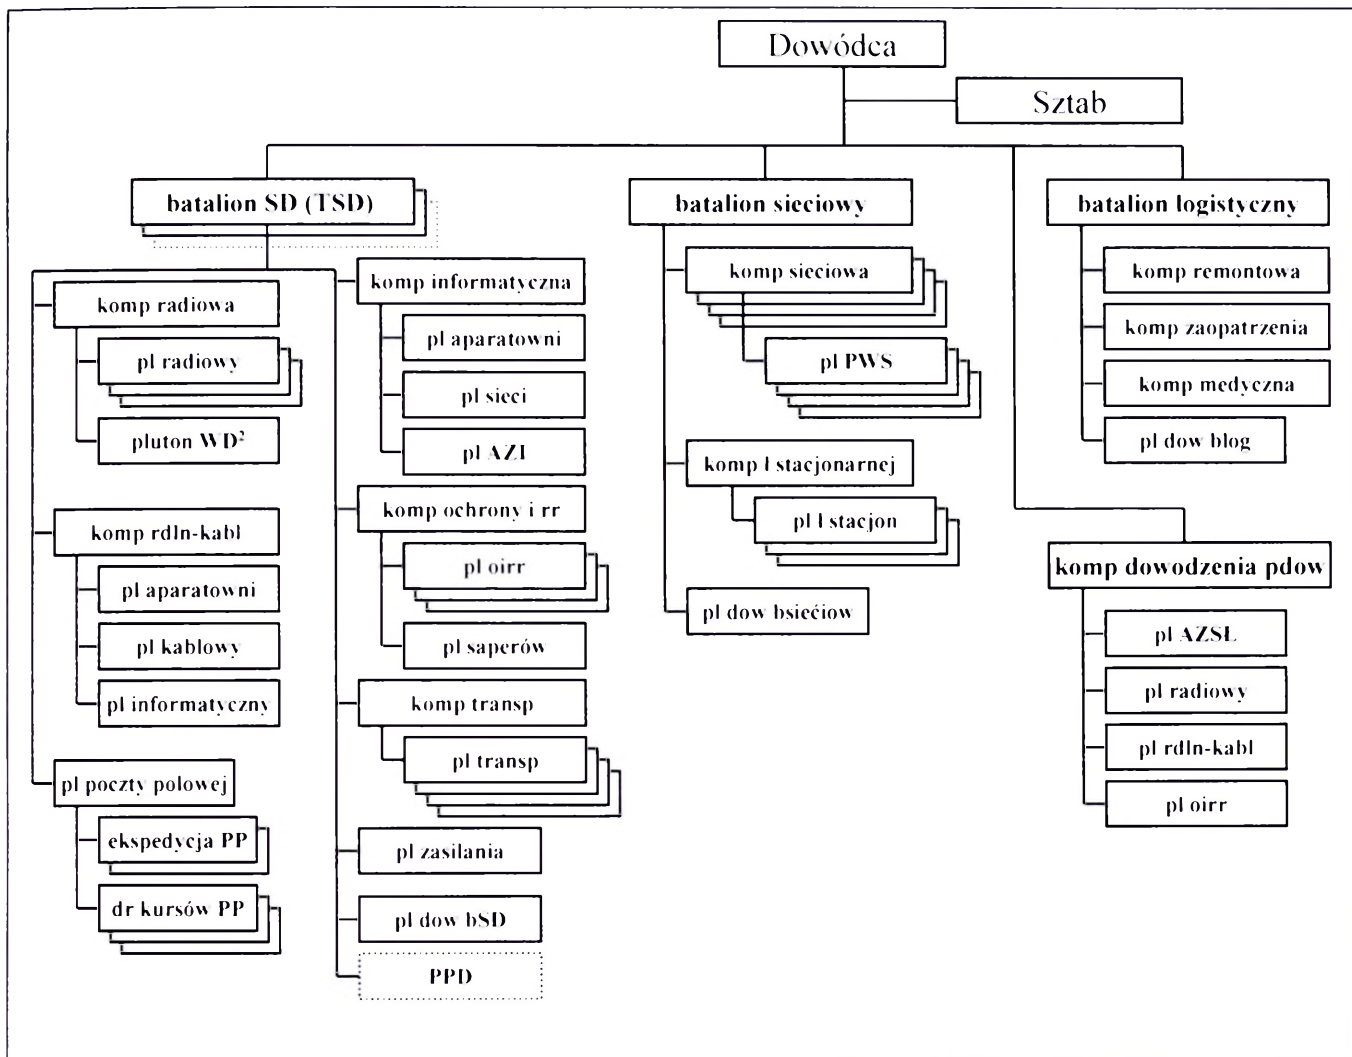 Dowódca
Sztab
batalion SD (TSD)
batalion sieciowy
batalion logistyczny
komp radiowa
pl radiowy
pluton WD²
komp rdln-kabl
pl aparatowni
pl kablowy
pl informatyczny
pl poczty polowej
ekspedycja PP
dr kursów PP
komp informatyczna
pl aparatowni
pl sieci
pl AZI
komp ochrony i rr
pl oirr
pl saperów
komp transp
pl transp
pl zasilania
pl dow bSD
PPD
komp sieciowa
pl PWS
komp ł stacjonarnej
pl ł stacjon
pl dow bsiećiow
komp remontowa
komp zaopatrzenia
komp medyczna
pl dow blog
komp dowodzenia pdow
pl AZSŁ
pl radiowy
pl rdln-kabl
pl oirr